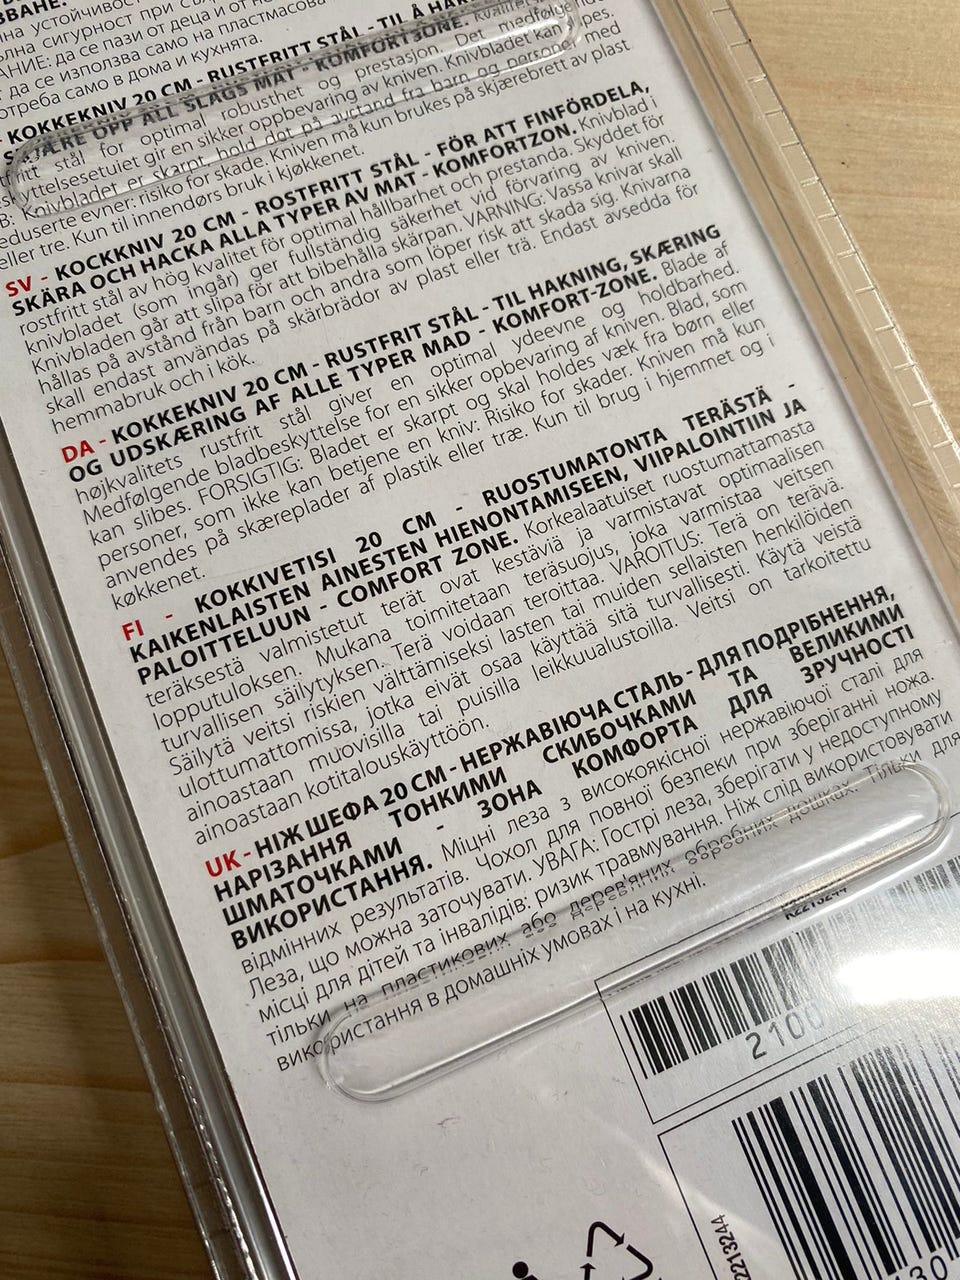 ВВАНЕ.
на устойчивост
пълна сигурност при съ
АНИЕ: да се пази от деца и от н
да се използва само на пластмасова
отреба само в дома и кухнята.
- KOKKEKNIV 20 CM - RUSTFRITT STÅL - TIL Å HAK
SKJÆRE OPP ALL SLAGS MAT - KOMFORTSONE. Kvalitets
tfritt stål for optimal robusthet og prestasjon. Det medfølgende
yttelsesetuiet gir en sikker oppbevaring av kniven. Knivbladet kan slipes.
B: Knivbladet er skarpt, hold det på avstand fra barn og personer med
eduserte evner: risiko for skade. Kniven må kun brukes på skjærebrett av plast
eller tre. Kun til innendørs bruk i kjøkkenet.
SV - KOCKKNIV 20 CM - ROSTFRITT STÅL - FÖR ATT FINFÖRDELA,
SKÄRA OCH HACKA ALLA TYPER AV MAT - KOMFORTZON. Knivblad i
rostfritt stål av hög kvalitet för optimal hållbarhet och prestanda. Skyddet för
knivbladet (som ingår) ger fullständig säkerhet vid förvaring av kniven.
Knivbladen går att slipa för att bibehålla skärpan. VARNING: Vassa knivar skall
hållas på avstånd från barn och andra som löper risk att skada sig. Knivarna
skall endast användas på skärbrädor av plast eller trä. Endast avsedda för
hemmabruk och i kök.
DA - KOKKEKNIV 20 CM - RUSTFRIT STÅL - TIL HAKNING, SKÆRING
OG UDSKÆRING AF ALLE TYPER MAD - KOMFORT-ZONE. Blade af
højkvalitets rustfrit stål giver en optimal ydeevne og holdbarhed.
Medfølgende bladbeskyttelse for en sikker opbevaring af kniven. Blad, som
kan slibes. FORSIGTIG: Bladet er skarpt og skal holdes væk fra børn eller
personer, som ikke kan betjene en kniv: Risiko for skader. Kniven må kun
anvendes på skæreplader af plastik eller træ. Kun til brug i hjemmet og i
køkkenet.
FI - KOKKIVETISI 20 CM - RUOSTUMATONTA TERÄSTÄ -
KAIKENLAISTEN AINESTEN HIENONTAMISEEN, VIIPALOINTIIN JA
PALOITTELUUN - COMFORT ZONE. Korkealaatuiset ruostumattamasta
teräksestä valmistetut terät ovat kestäviä ja varmistavat optimaalisen
lopputuloksen. Mukana toimitetaan teräsuojus, joka varmistaa veitsen
turvallisen säilytyksen. Terä voidaan teroittaa. VAROITUS: Terä on terävä.
Säilytä veitsi riskien välttämiseksi lasten tai muiden sellaisten henkilöiden
ulottumattomissa, jotka eivät osaa käyttää sitä turvallisesti. Käytä veistä
ainoastaan muovisilla tai puisilla leikkuualustoilla. Veitsi on tarkoitettu
ainoastaan kotitalouskäyttöön.
UK - НІЖ ШЕФА 20 СМ - НЕРЖАВІЮЧА СТАЛЬ - ДЛЯ ПОДРІБНЕННЯ,
НАРІЗАННЯ ТОНКИМИ СКИБОЧКАМИ ТА ВЕЛИКИМИ
ШМАТОЧКАМИ - ЗОНА КОМФОРТА ДЛЯ ЗРУЧНОСТІ
ВИКОРИСТАННЯ. Міцні леза з високоякісної нержавіючої сталі для
відмінних результатів. Чохол для повної безпеки при зберіганні ножа.
Леза, що можна заточувати. УВАГА: Гострі леза, зберігати у недоступному
місці для дітей та інвалідів: ризик травмування. Ніж слід використовувати
тільки на пластикових або дерев'яних обробних дошках. Тільки для
використання в домашніх умовах і на кухні.
K2213244
2100
2213244
30